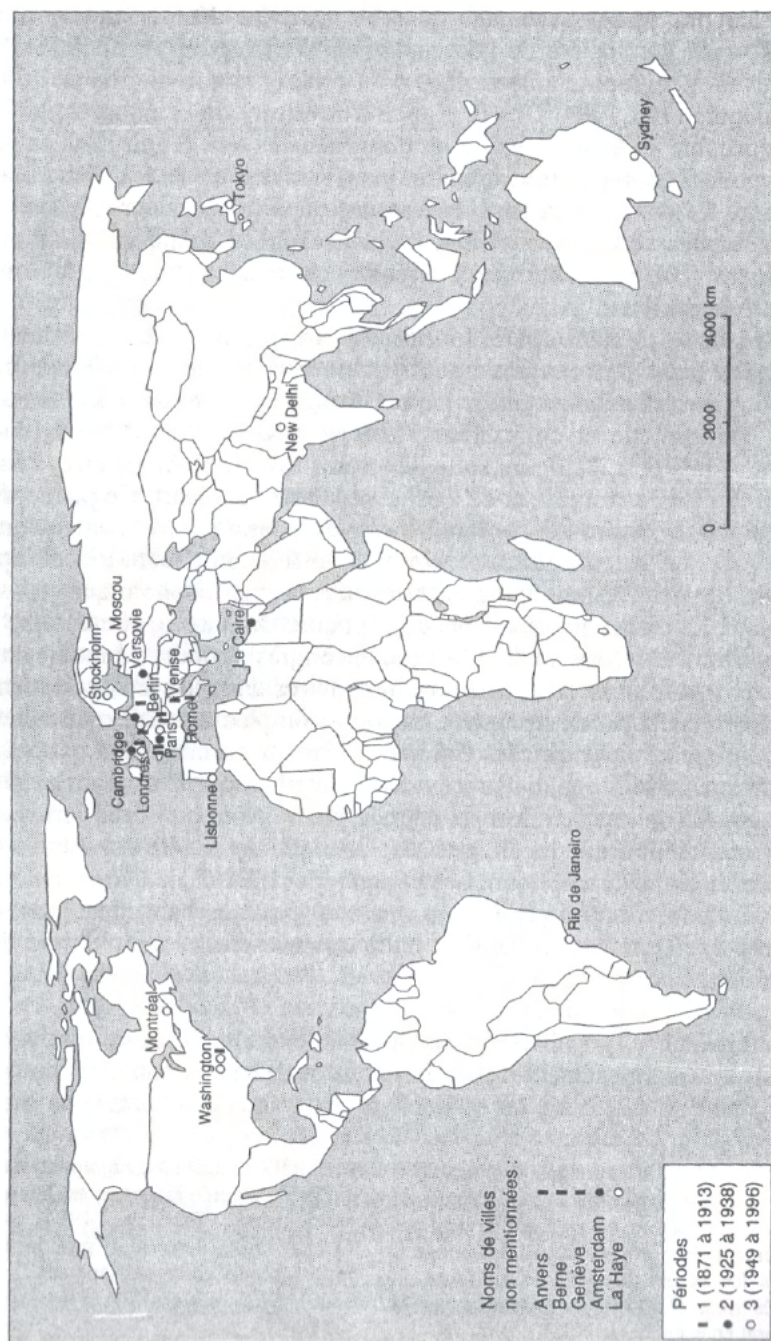 Stockholm
Moscou
Cambridge
Varsovie
Londres
Berlin
Paris
Venise
Rome
Lisbonne
Le Caire
New Delhi
Tokyo
Sydney
Montréal
Washington
Rio de Janeiro
0 2000 4000 km
Noms de villes
non mentionnées :
Anvers
Berne
Genève
Amsterdam
La Haye
Périodes
1 (1871 à 1913)
2 (1925 à 1938)
3 (1949 à 1996)